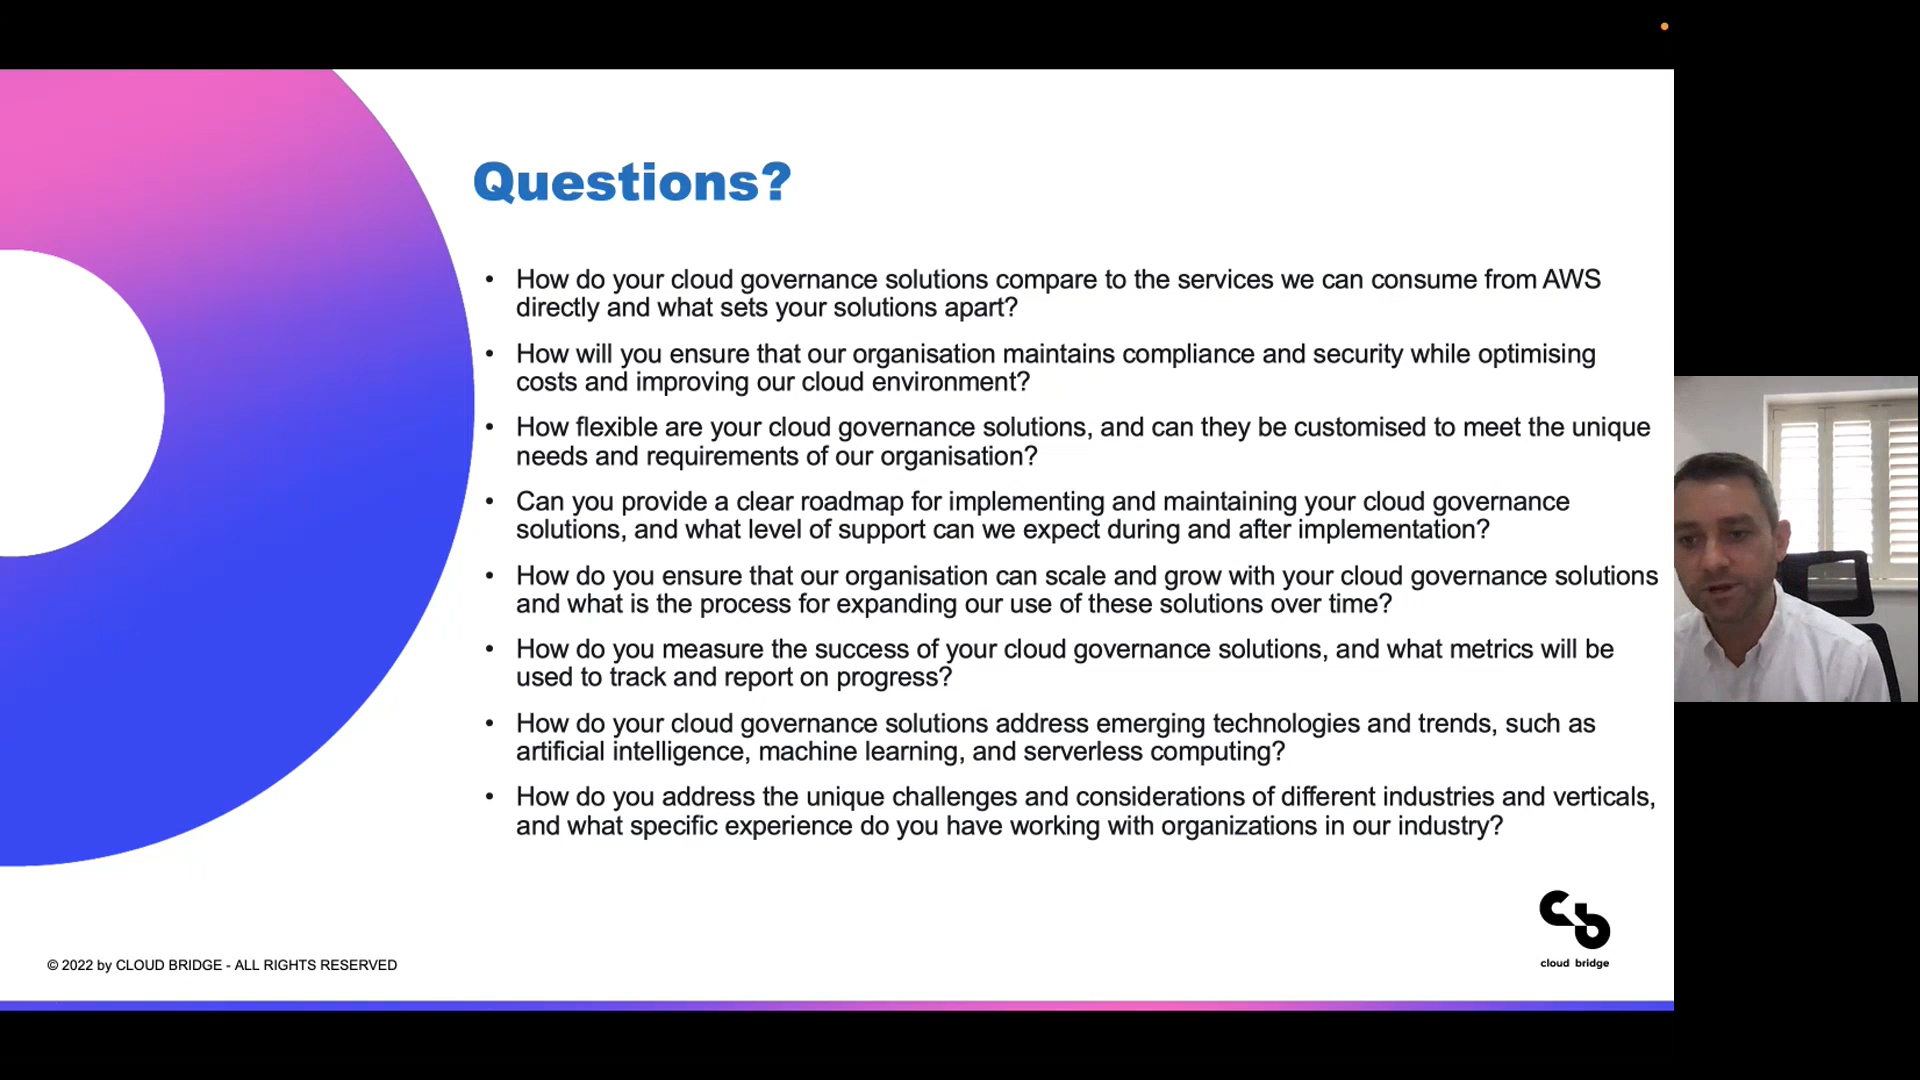 Questions?
• How do your cloud governance solutions compare to the services we can consume from AWS
directly and what sets your solutions apart?
• How will you ensure that our organisation maintains compliance and security while optimising
costs and improving our cloud environment?
• How flexible are your cloud governance solutions, and can they be customised to meet the unique
needs and requirements of our organisation?
• Can you provide a clear roadmap for implementing and maintaining your cloud governance
solutions, and what level of support can we expect during and after implementation?
• How do you ensure that our organisation can scale and grow with your cloud governance solutions
and what is the process for expanding our use of these solutions over time?
• How do you measure the success of your cloud governance solutions, and what metrics will be
used to track and report on progress?
• How do your cloud governance solutions address emerging technologies and trends, such as
artificial intelligence, machine learning, and serverless computing?
• How do you address the unique challenges and considerations of different industries and verticals,
and what specific experience do you have working with organizations in our industry?
cb
cloud bridge
© 2022 by CLOUD BRIDGE - ALL RIGHTS RESERVED